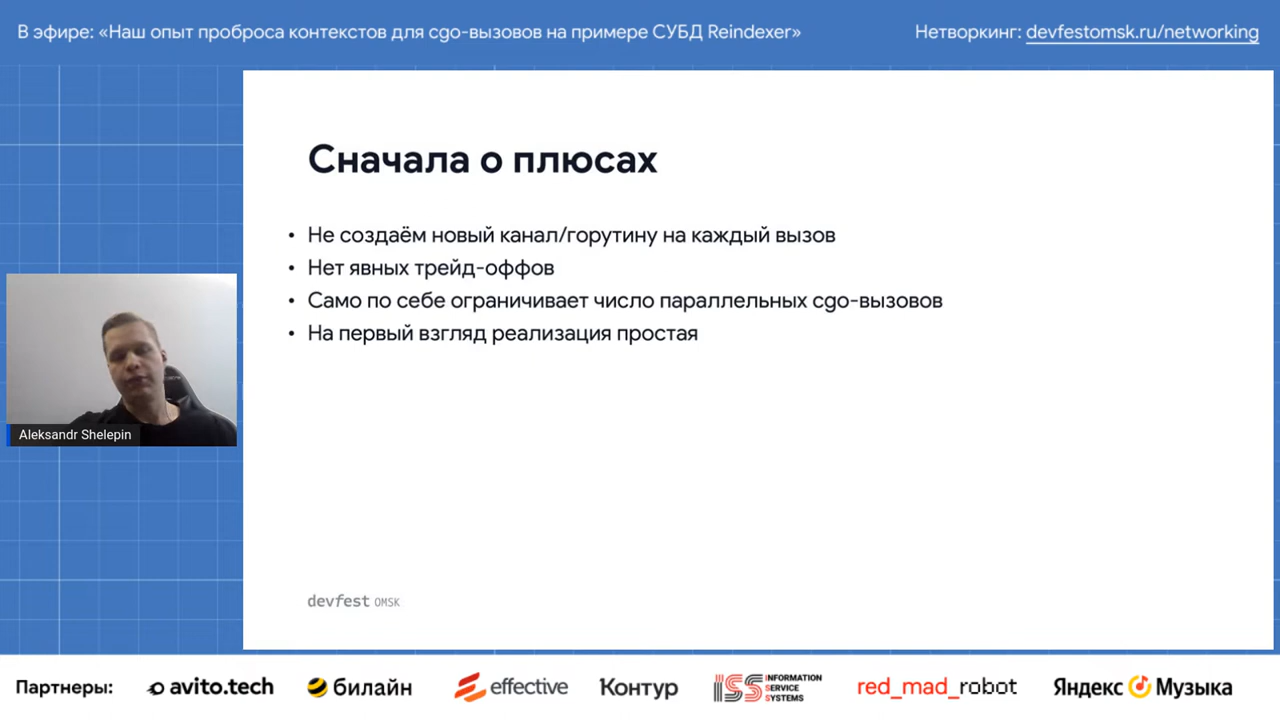 В эфире: «Наш опыт проброса контекстов для cgo-вызовов на примере СУБД Reindexer»
Нетворкинг: devfestomsk.ru/networking
Сначала о плюсах
• Не создаём новый канал/горутину на каждый вызов
• Нет явных трейд-оффов
• Само по себе ограничивает число параллельных cgo-вызовов
• На первый взгляд реализация простая
Aleksandr Shelepin
devfest OMSK
Партнеры:
avito.tech
билайн
effective
Контур
ISS INFORMATION
SERVICE
SYSTEMS
red_mad_robot
Яндекс Музыка